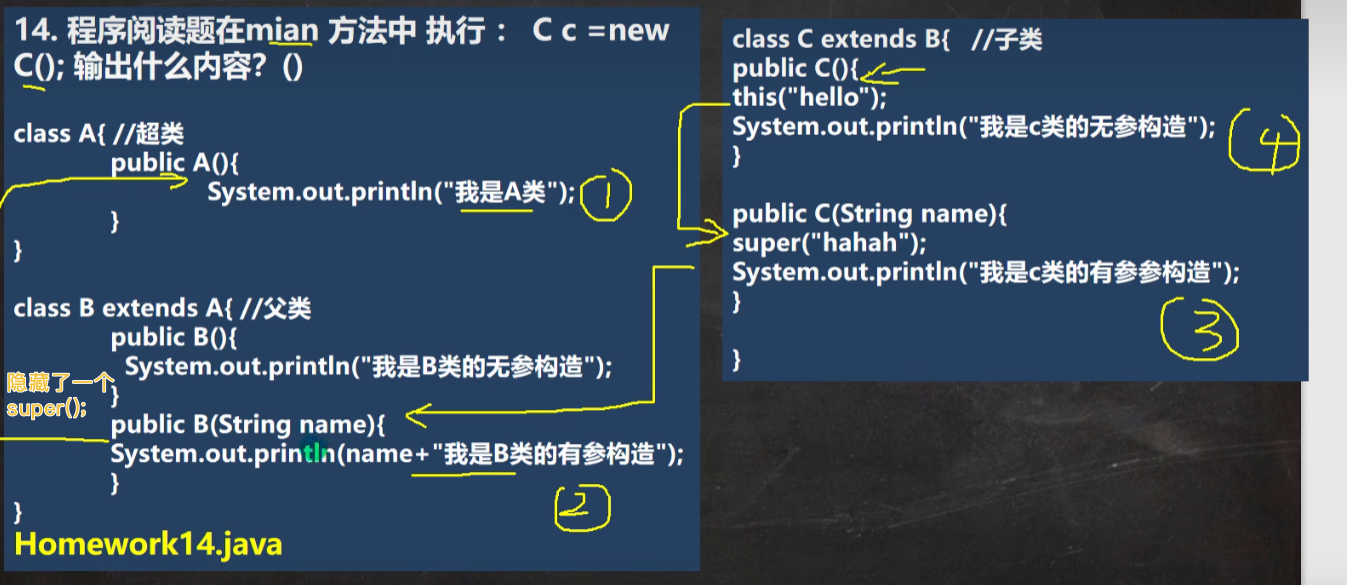 14. 程序阅读题在mian 方法中 执行： C c =new
C(); 输出什么内容？()
class A{ //超类
public A(){
System.out.println("我是A类");
①
}
}
class B extends A{ //父类
public B(){
System.out.println("我是B类的无参构造");
隐藏了一个
super();
}
public B(String name){
System.out.println(name+"我是B类的有参构造");
}
②
}
Homework14.java
class C extends B{ //子类
public C(){
this("hello");
System.out.println("我是c类的无参构造");
④
}
public C(String name){
super("hahah");
System.out.println("我是c类的有参参构造");
}
③
}